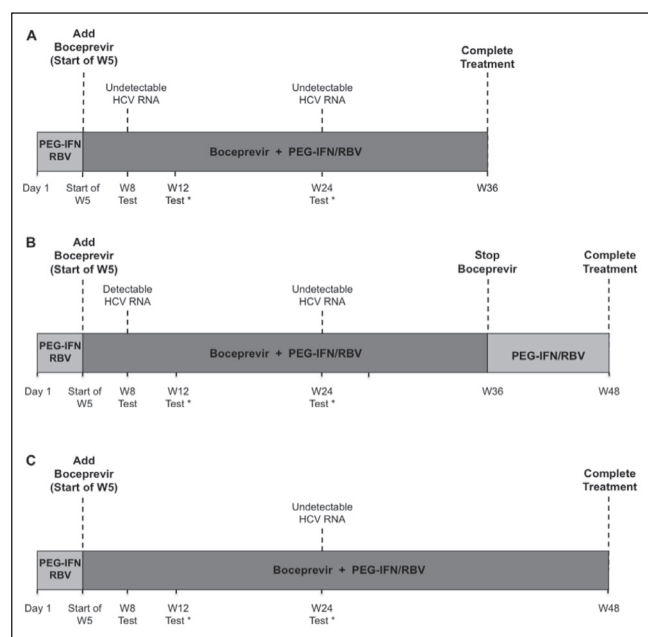 A
Add
Boceprevir
(Start of W5)
Complete
Treatment
Undetectable
HCV RNA
Undetectable
HCV RNA
PEG-IFN
RBV
Boceprevir + PEG-IFN/RBV
Day 1
Start of
W5
W8
Test
W12
Test *
W24
Test *
W36
B
Add
Boceprevir
(Start of W5)
Stop
Boceprevir
Complete
Treatment
Detectable
HCV RNA
Undetectable
HCV RNA
PEG-IFN
RBV
Boceprevir + PEG-IFN/RBV
PEG-IFN/RBV
Day 1
Start of
W5
W8
Test
W12
Test *
W24
Test *
W36
W48
C
Add
Boceprevir
(Start of W5)
Complete
Treatment
Undetectable
HCV RNA
PEG-IFN
RBV
Boceprevir + PEG-IFN/RBV
Day 1
Start of
W5
W8
Test
W12
Test *
W24
Test *
W48